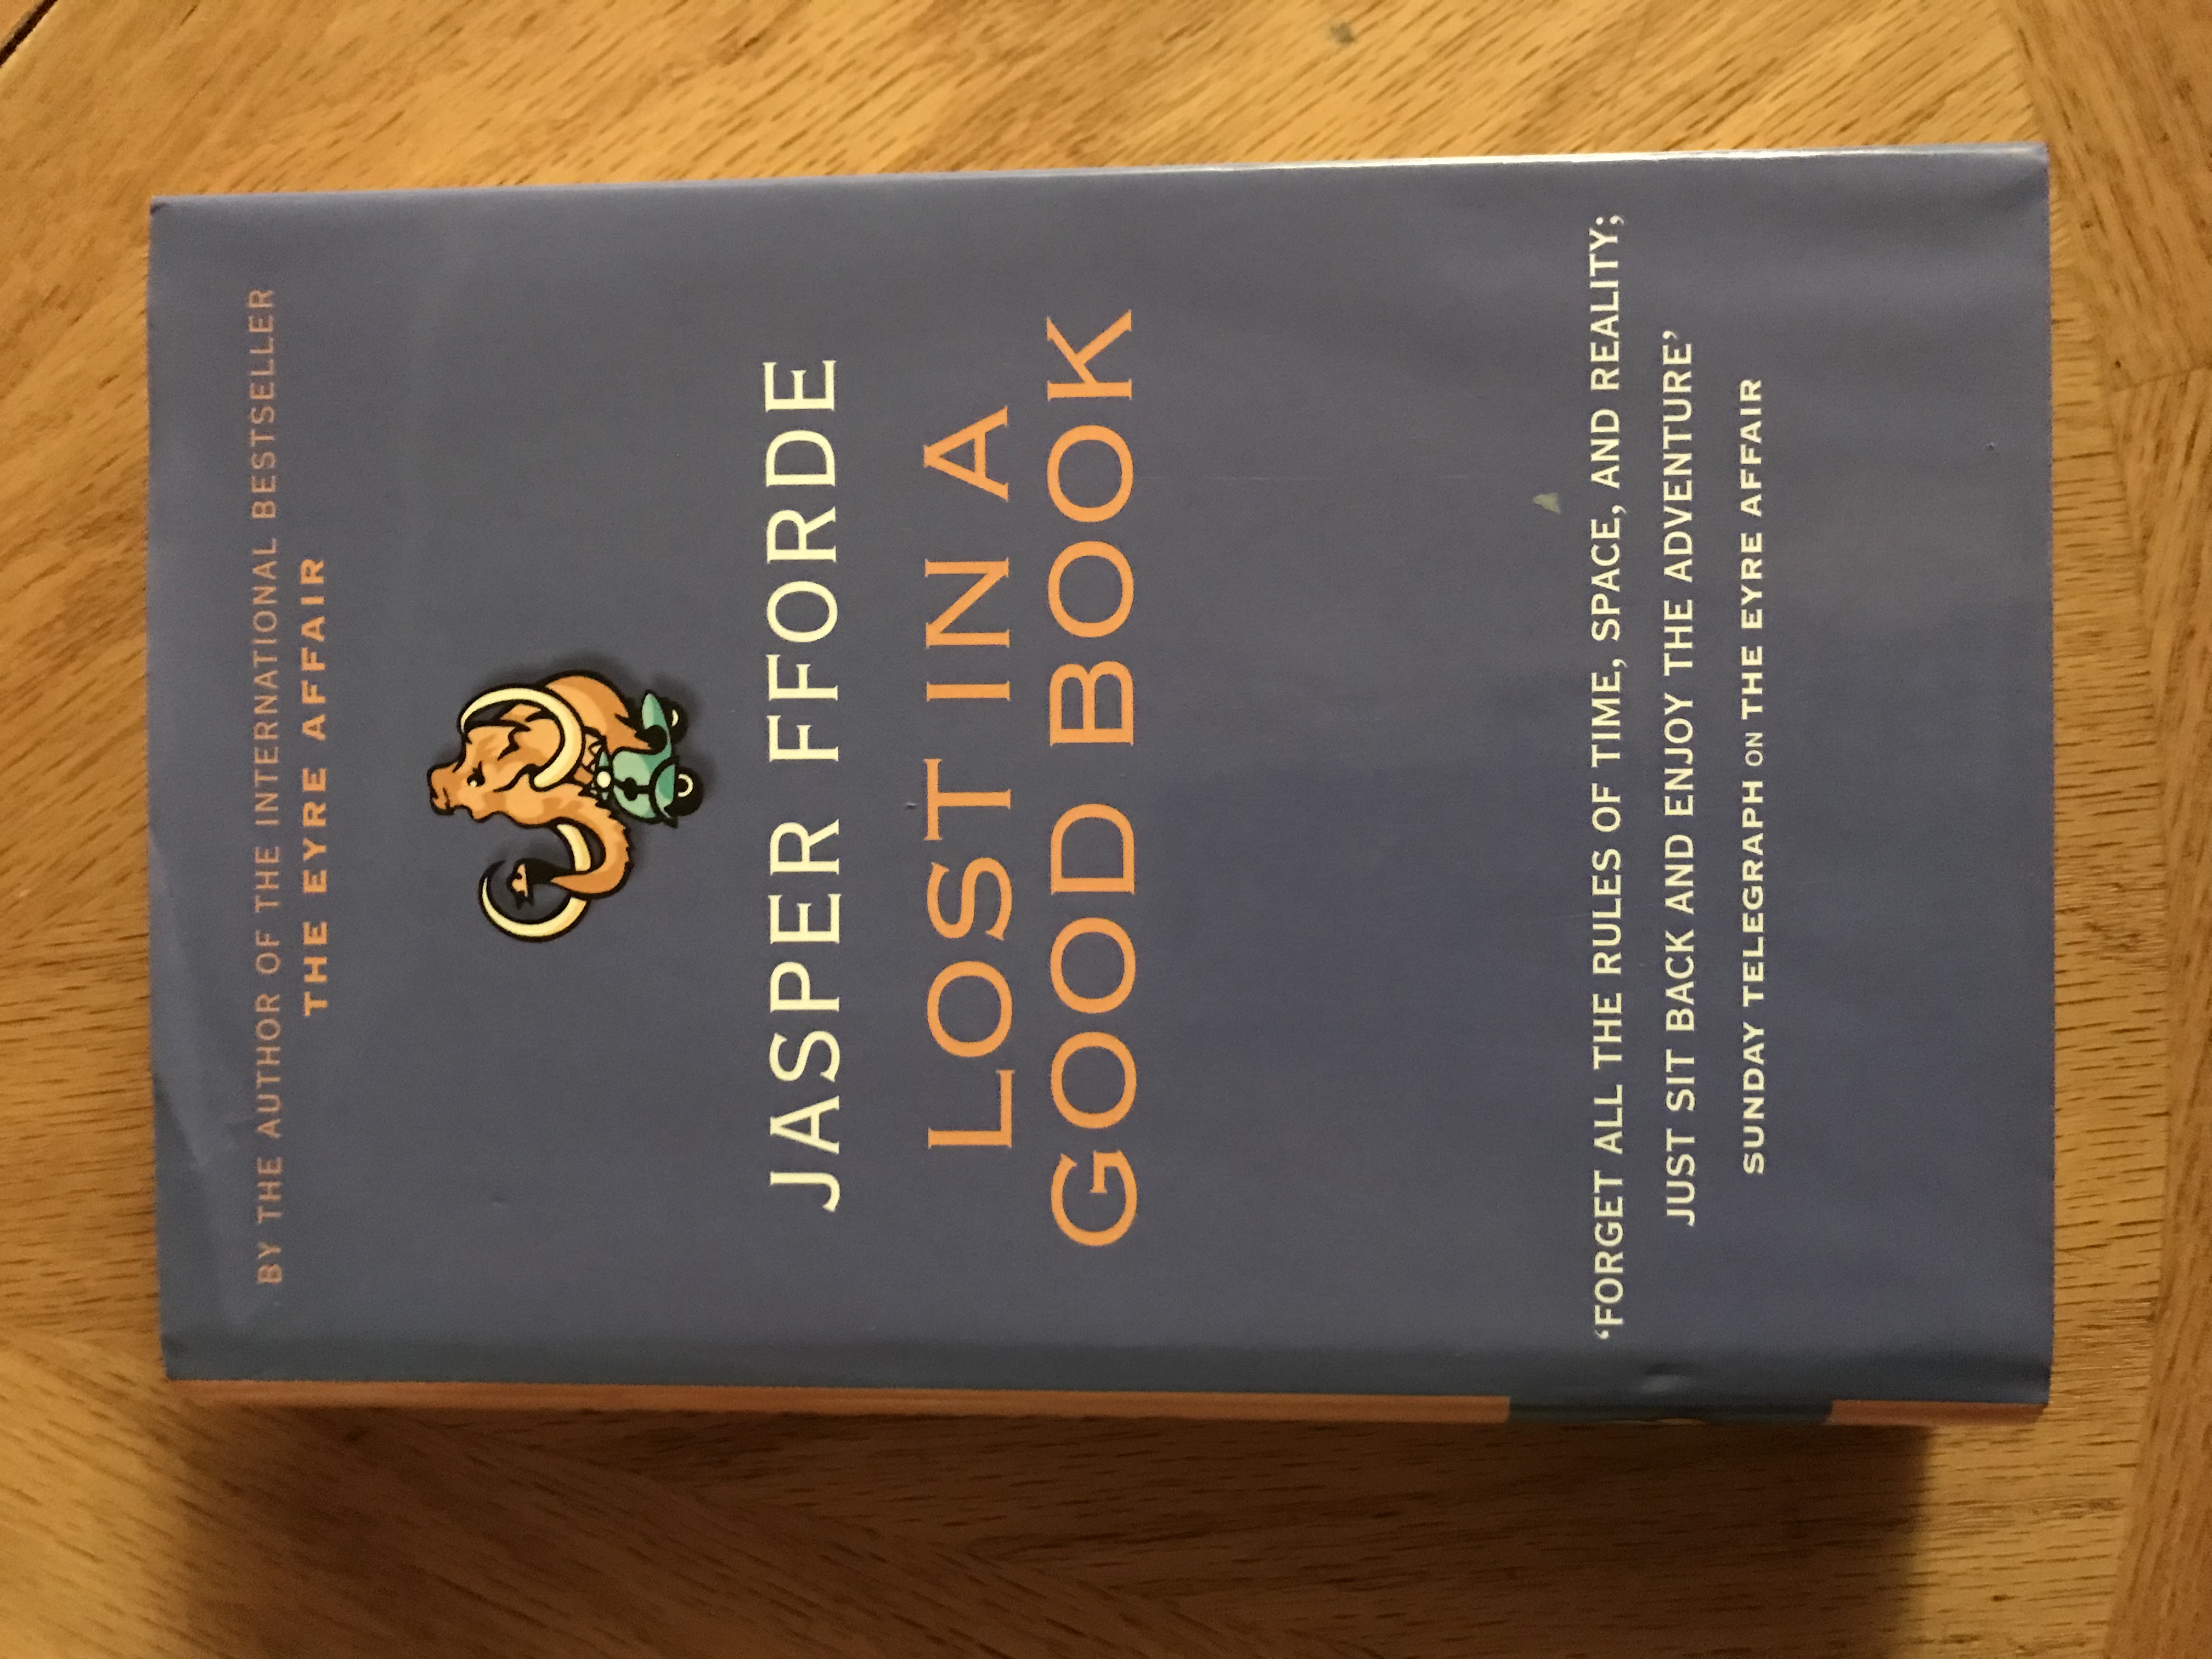 BY THE AUTHOR OF THE INTERNATIONAL BESTSELLER
THE EYRE AFFAIR
JASPER FFORDE
LOST IN A
GOOD BOOK
‘FORGET ALL THE RULES OF TIME, SPACE, AND REALITY;
JUST SIT BACK AND ENJOY THE ADVENTURE’
SUNDAY TELEGRAPH ON THE EYRE AFFAIR